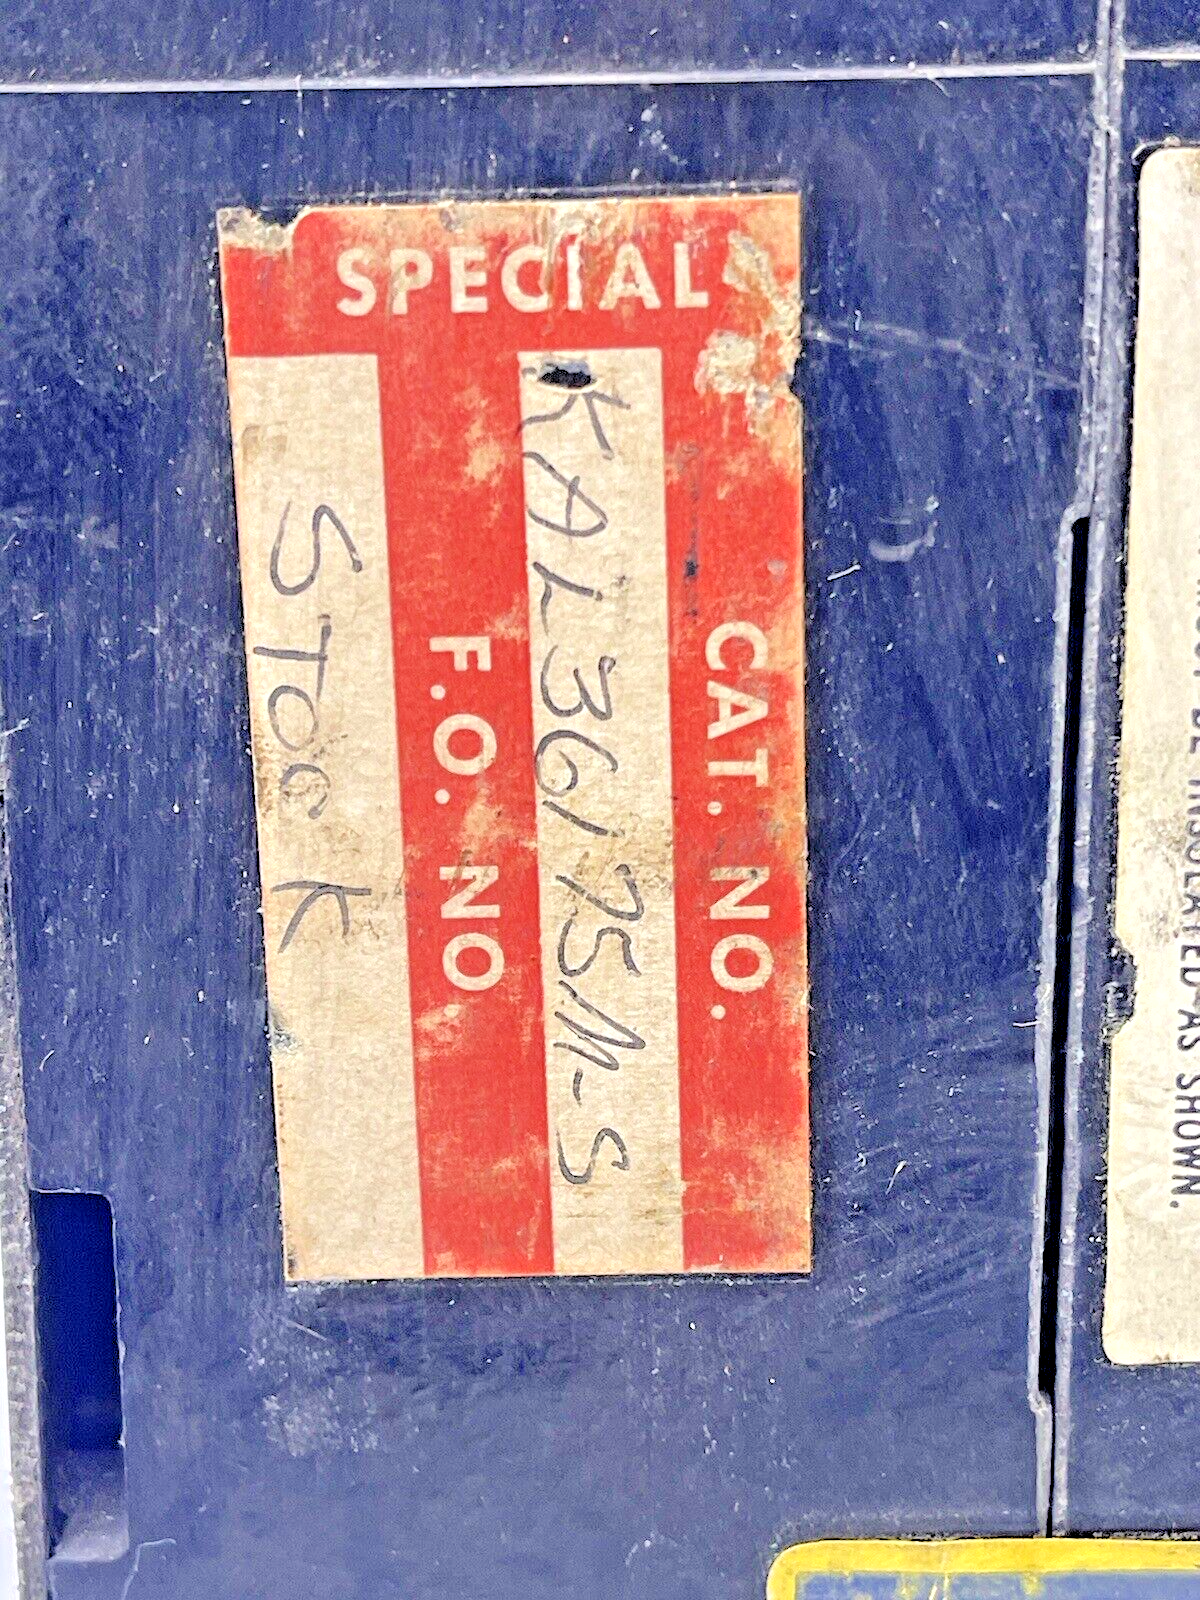 SPECIAL
CAT. NO.
KAL36175M-S
F.O. NO.
STOCK
INSULATED AS SHOWN.